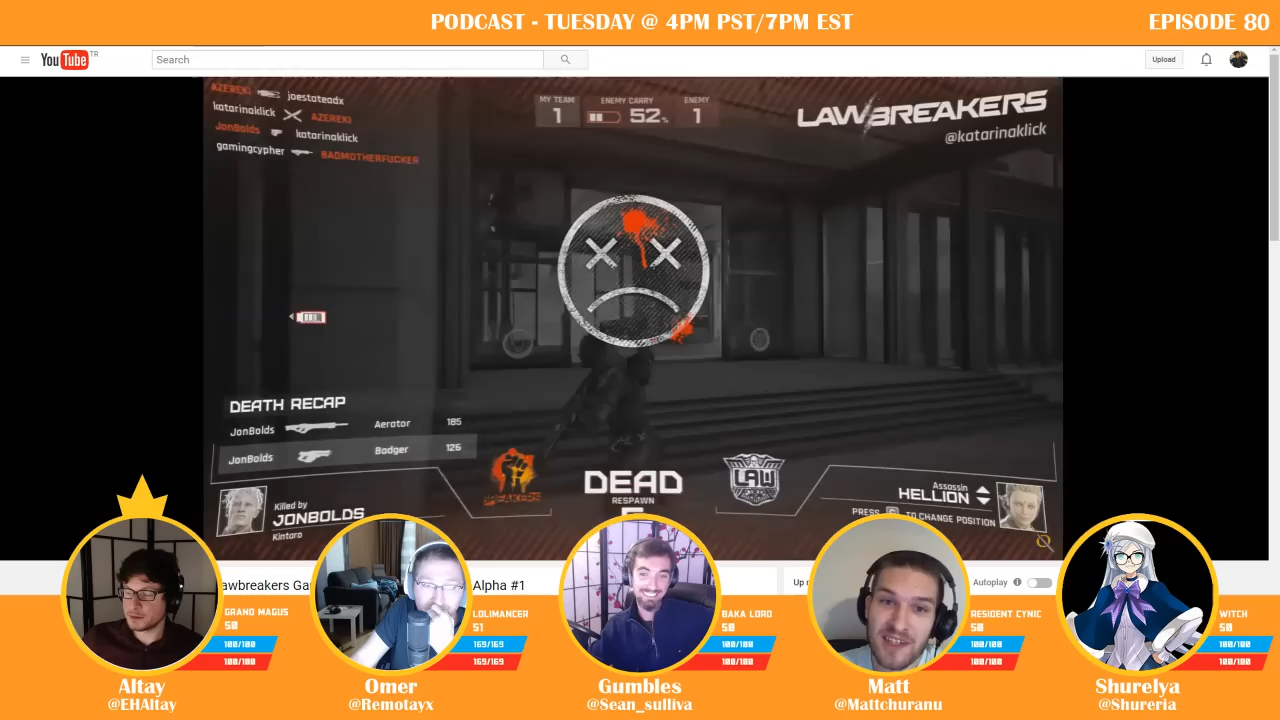 PODCAST - TUESDAY @ 4PM PST/7PM EST
EPISODE 80
YouTube TR
Search
Upload
AZEREKI joestateadx
katarinaklick AZEREKI
JonBolds katarinaklick
gamingcypher BADMOTHERFUCKER
MY TEAM
1
ENEMY CARRY
52%
ENEMY
1
LAWBREAKERS
@katarinaklick
DEATH RECAP
JonBolds Aerator 185
JonBolds Badger 126
Killed by
JONBOLDS
Kintaro
BREAKERS
DEAD
RESPAWN
LAW
Assassin
HELLION
PRESS G TO CHANGE POSITION
Alpha #1
Autoplay
GRAND MAGUS
50
100/100
100/100
LOLIMANCER
51
169/169
169/169
BAKA LORD
50
100/100
100/100
RESIDENT CYNIC
50
100/100
100/100
WITCH
50
100/100
100/100
Altay
@EHAltay
Omer
@Remotayx
Gumbles
@Sean_sulliva
Matt
@Mattchuranu
Shurelya
@Shureria